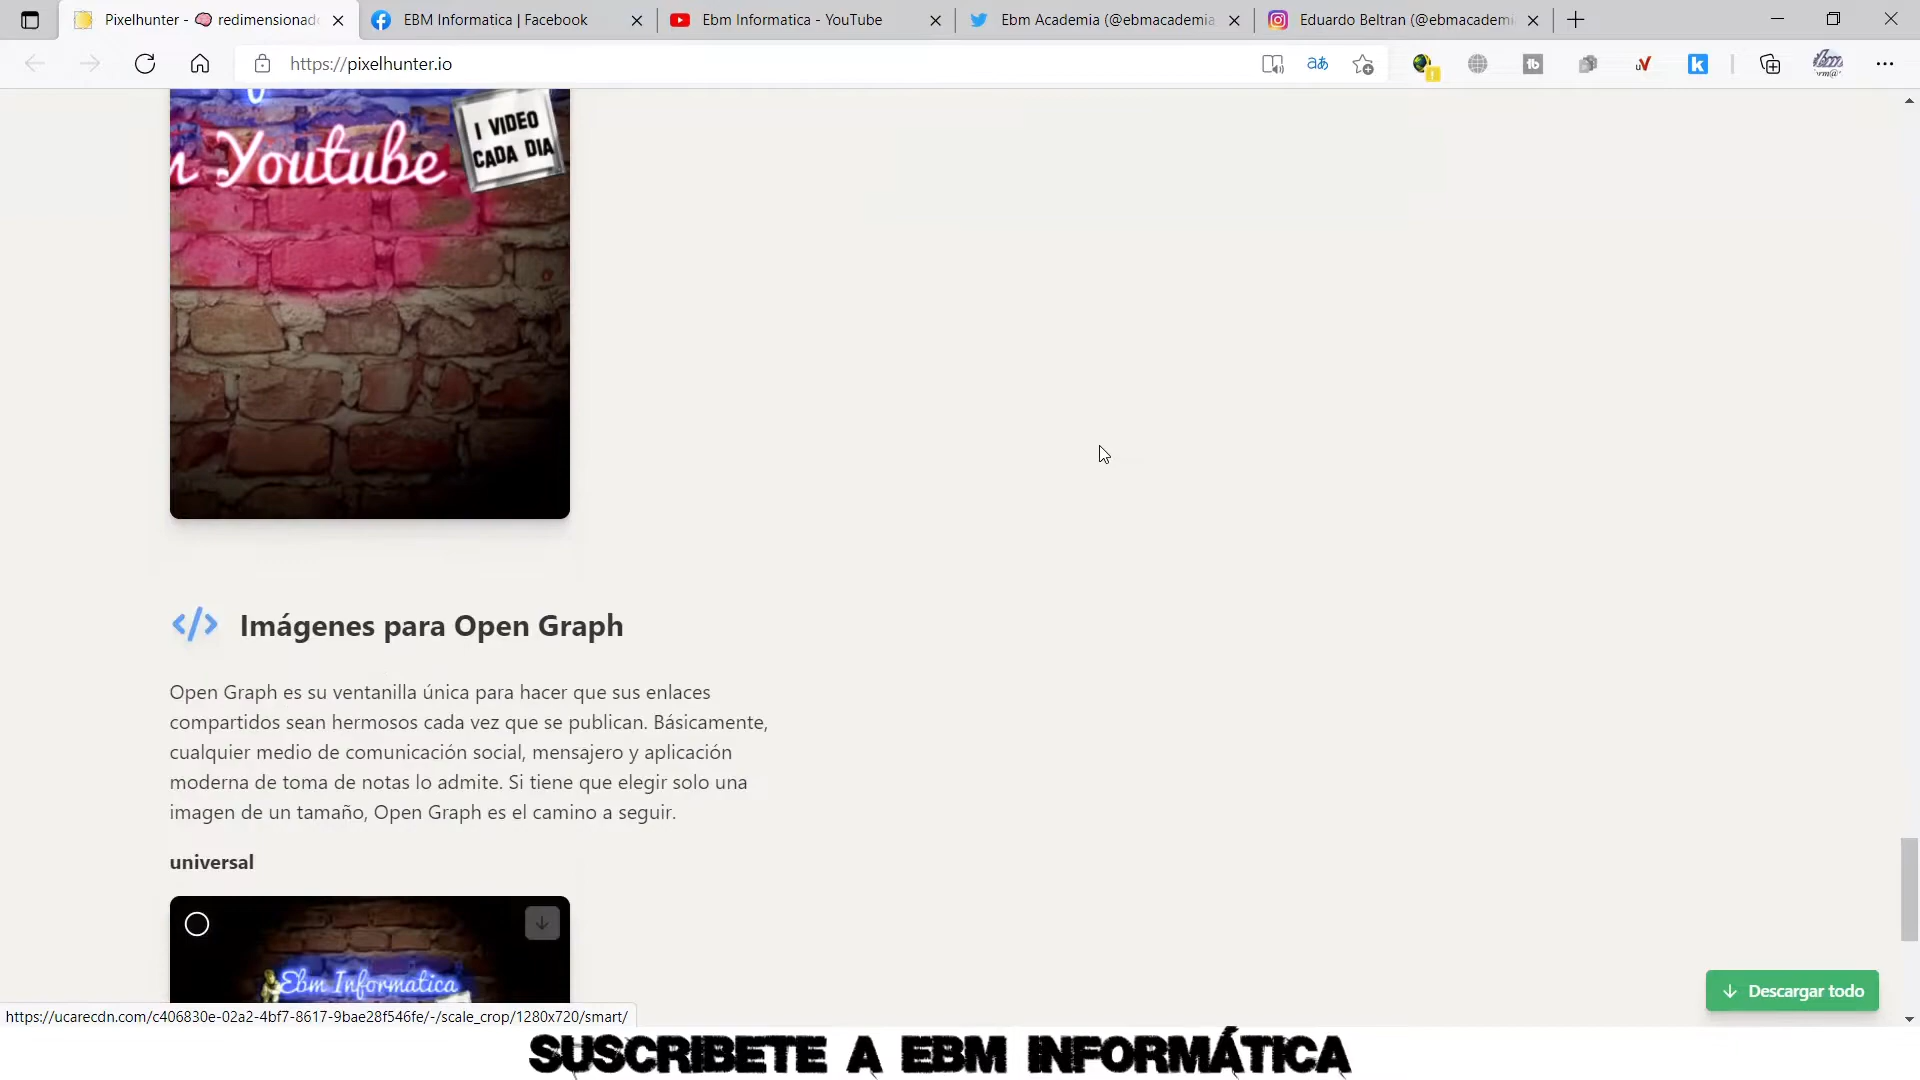 Pixelhunter - 🧠 redimensionado
EBM Informatica | Facebook
Ebm Informatica - YouTube
Ebm Academia (@ebmacademia
Eduardo Beltran (@ebmacademi
https://pixelhunter.io
n Youtube
1 VIDEO
CADA DIA
</> Imágenes para Open Graph
Open Graph es su ventanilla única para hacer que sus enlaces
compartidos sean hermosos cada vez que se publican. Básicamente,
cualquier medio de comunicación social, mensajero y aplicación
moderna de toma de notas lo admite. Si tiene que elegir solo una
imagen de un tamaño, Open Graph es el camino a seguir.
universal
Ebm Informatica
Descargar todo
https://ucarecdn.com/c406830e-02a2-4bf7-8617-9bae28f546fe/-/scale_crop/1280x720/smart/
SUSCRIBETE A EBM INFORMÁTICA